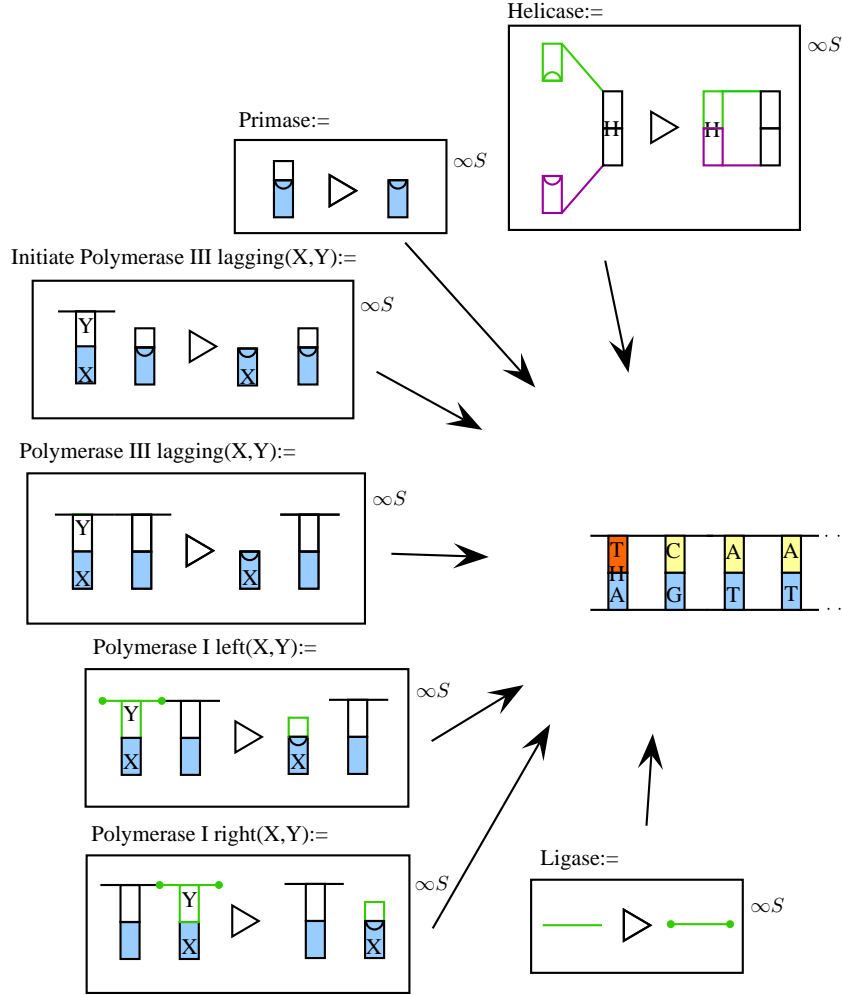 Helicase:=
∞S
H
H
Primase:=
∞S
Initiate Polymerase III lagging(X,Y):=
∞S
Y
X
X
Polymerase III lagging(X,Y):=
∞S
Y
X
X
T C A A . .
H
A G T T . .
Polymerase I left(X,Y):=
∞S
Y
X
X
Polymerase I right(X,Y):=
∞S
Y
X
X
Ligase:=
∞S